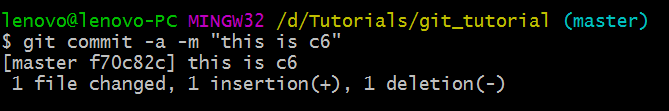 lenovo@lenovo-PC MINGW32 /d/Tutorials/git_tutorial (master)
$ git commit -a -m "this is c6"
[master f70c82c] this is c6
 1 file changed, 1 insertion(+), 1 deletion(-)